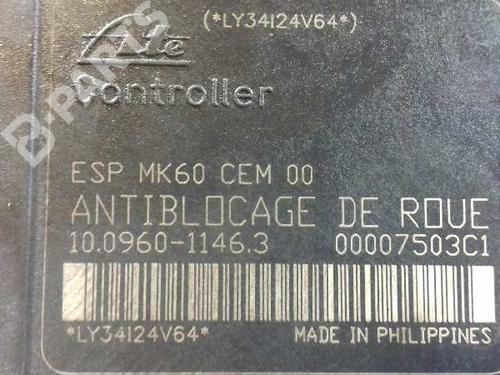 (*LY34I24V64*)
Ate
B-PARTS
controller
ESP MK60 CEM 00
ANTIBLOCAGE DE ROUE
10.0960-1146.3 00007503C1
*LY34I24V64* MADE IN PHILIPPINES